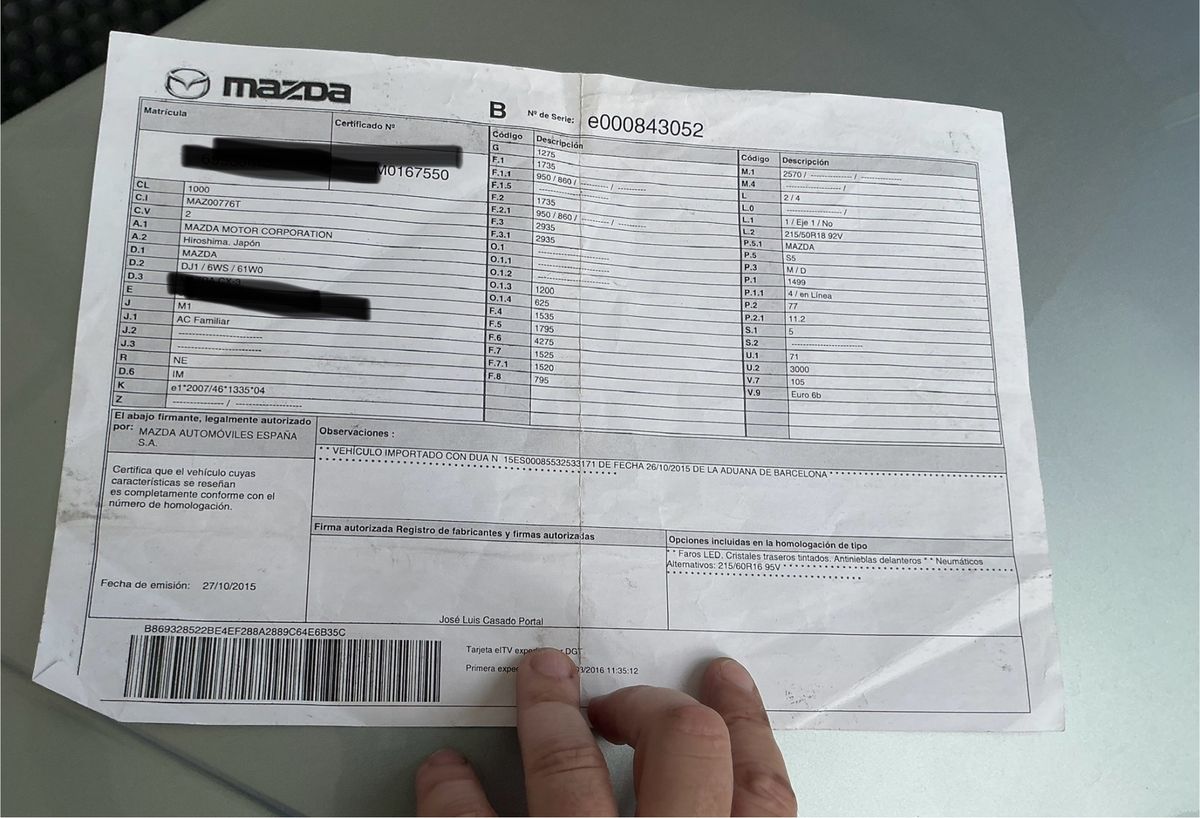 mazda
B Nº de Serie: e000843052
Matrícula
Certificado Nº
M0167550
CL 1000
C.I MAZ00776T
C.V 2
A.1 MAZDA MOTOR CORPORATION
A.2 Hiroshima. Japón
D.1 MAZDA
D.2 DJ1 / 6WS / 61W0
D.3
E
J M1
J.1 AC Familiar
J.2 --------------------
J.3 --------------------
R NE
D.6 IM
K e1*2007/46*1335*04
Z ------------ / ----------------
Código Descripción
G 1275
F.1 1735
F.1.1 950 / 860 / -------- / --------
F.1.5 --------------------
F.2 1735
F.2.1 950 / 860 / -------- / --------
F.3 2935
F.3.1 2935
O.1 --------------------
O.1.1 --------------------
O.1.2 --------------------
O.1.3 1200
O.1.4 625
F.4 1535
F.5 1795
F.6 4275
F.7 1525
F.7.1 1520
F.8 795
Código Descripción
M.1 2570 / ------------ / ------------
M.4 ---------------- /
L 2 / 4
L.0 ---------------- /
L.1 1 / Eje 1 / No
L.2 215/50R18 92V
P.5.1 MAZDA
P.5 S5
P.3 M / D
P.1 1499
P.1.1 4 / en Línea
P.2 77
P.2.1 11.2
S.1 5
S.2 --------------------
U.1 71
U.2 3000
V.7 105
V.9 Euro 6b
El abajo firmante, legalmente autorizado
por: MAZDA AUTOMÓVILES ESPAÑA
S.A.
Certifica que el vehículo cuyas
características se reseñan
es completamente conforme con el
número de homologación.
Fecha de emisión: 27/10/2015
Observaciones :
* * VEHÍCULO IMPORTADO CON DUA N. 15ES00085532533171 DE FECHA 26/10/2015 DE LA ADUANA DE BARCELONA * * * * * * * * * * * * * * * * * * * * * * * * * *
* * * * * * * * * * * * * * * * * * * * * * * * * * * * * * * * * * * * * * * *
Firma autorizada Registro de fabricantes y firmas autorizadas
José Luis Casado Portal
Opciones incluidas en la homologación de tipo
* * Faros LED. Cristales traseros tintados. Antinieblas delanteros * * Neumáticos
Alternativos: 215/60R16 95V * * * * * * * * * * * * * * * * * * * * * * * * * * * * * *
* * * * * * * * * * * * * * * * * * * * * * * *
B869328522BE4EF288A2889C64E6B35C
Tarjeta eITV DGT
Primera /2016 11:35:12